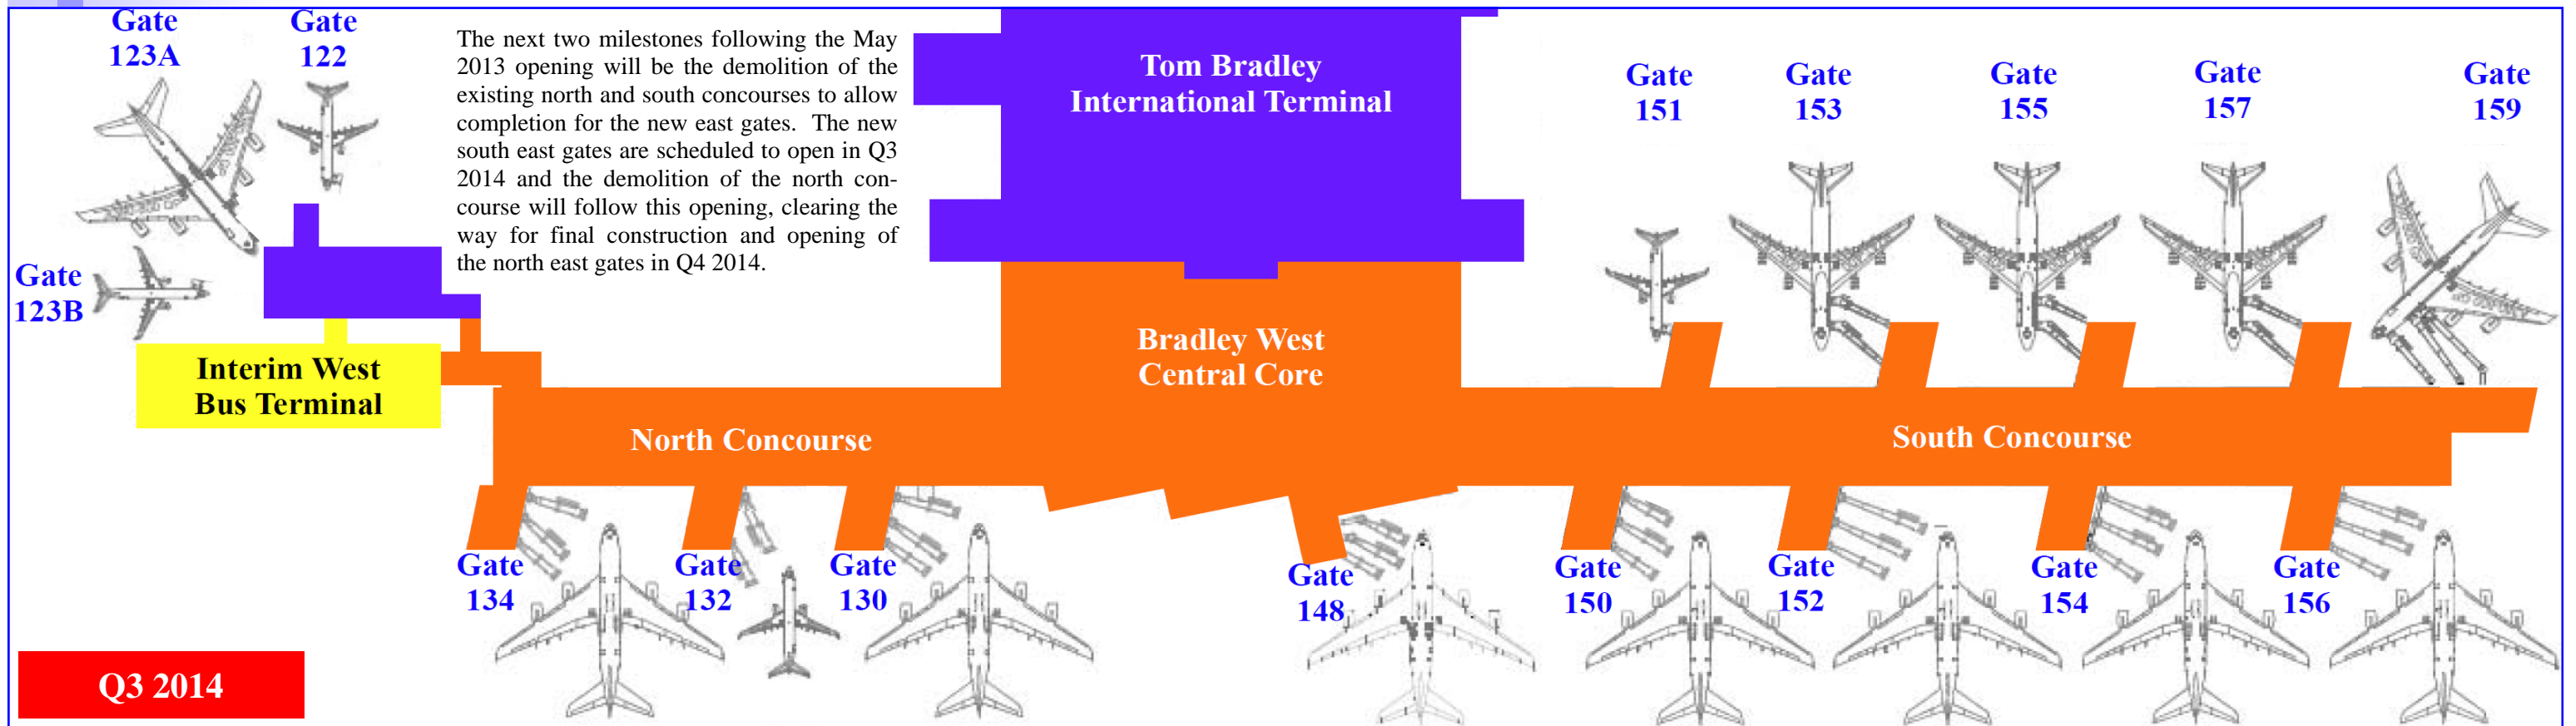 Gate
123A
Gate
122
The next two milestones following the May
2013 opening will be the demolition of the
existing north and south concourses to allow
completion for the new east gates.  The new
south east gates are scheduled to open in Q3
2014 and the demolition of the north con-
course will follow this opening, clearing the
way for final construction and opening of
the north east gates in Q4 2014.
Tom Bradley
International Terminal
Gate
151
Gate
153
Gate
155
Gate
157
Gate
159
Gate
123B
Interim West
Bus Terminal
Bradley West
Central Core
North Concourse
South Concourse
Gate
134
Gate
132
Gate
130
Gate
148
Gate
150
Gate
152
Gate
154
Gate
156
Q3 2014